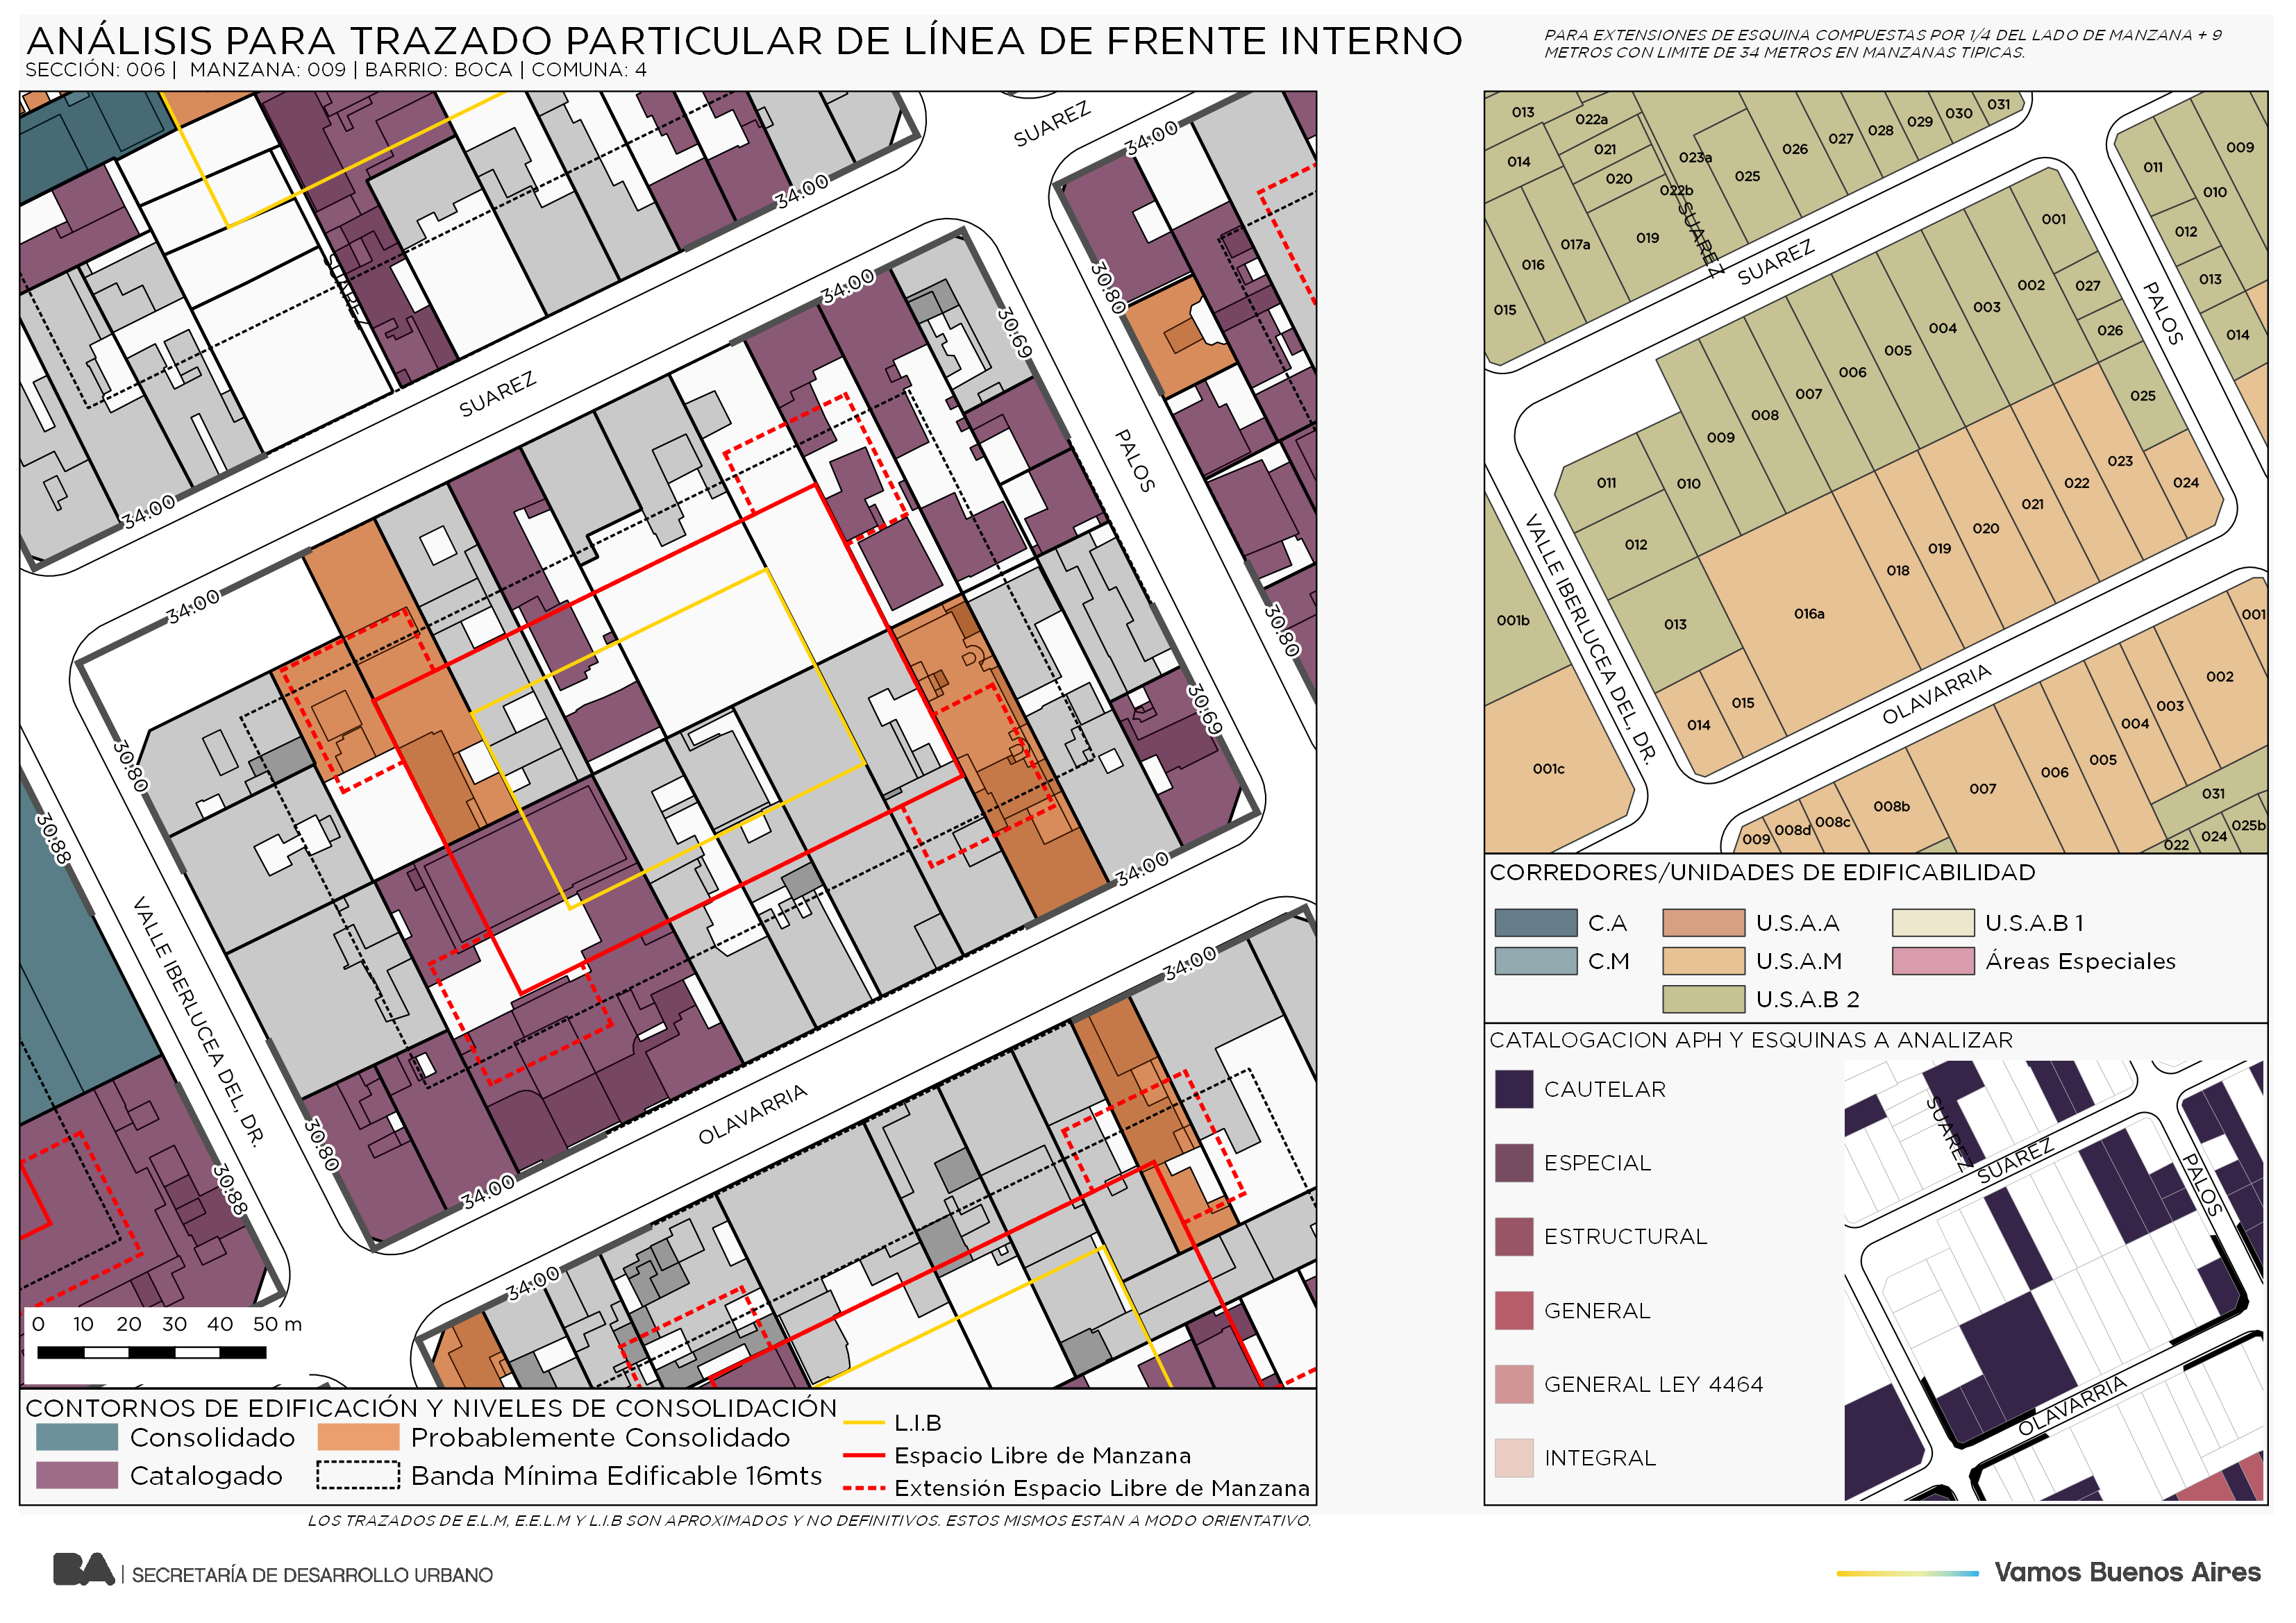 ANÁLISIS PARA TRAZADO PARTICULAR DE LÍNEA DE FRENTE INTERNO
SECCIÓN: 006 | MANZANA: 009 | BARRIO: BOCA | COMUNA: 4
PARA EXTENSIONES DE ESQUINA COMPUESTAS POR 1/4 DEL LADO DE MANZANA + 9
METROS CON LIMITE DE 34 METROS EN MANZANAS TIPICAS.
SUAREZ
34:00
34:00
SUAREZ
30:80
34:00
30:69
SUAREZ
PALOS
34:00
34:00
30:80
30:69
30:80
30:88
VALLE IBERLUCEA DEL, DR.
34:00
34:00
30:80
30:88
OLAVARRIA
34:00
34:00
0 10 20 30 40 50 m
CONTORNOS DE EDIFICACIÓN Y NIVELES DE CONSOLIDACIÓN
Consolidado
Probablemente Consolidado
Catalogado
Banda Mínima Edificable 16mts
L.I.B
Espacio Libre de Manzana
Extensión Espacio Libre de Manzana
LOS TRAZADOS DE E.L.M, E.E.L.M Y L.I.B SON APROXIMADOS Y NO DEFINITIVOS. ESTOS MISMOS ESTAN A MODO ORIENTATIVO.
013
022a
021
014
020
023a
022b
025
026
027
028
029
030
031
019
017a
016
015
SUAREZ
SUAREZ
PALOS
011
009
010
012
013
014
001
002
027
026
003
004
005
006
007
008
009
010
011
012
013
025
024
023
022
021
020
019
018
016a
015
014
VALLE IBERLUCEA DEL, DR.
OLAVARRIA
001b
001c
001
002
003
004
005
006
007
008b
008c
008d
009
031
025b
024
022
CORREDORES/UNIDADES DE EDIFICABILIDAD
C.A
U.S.A.A
U.S.A.B 1
C.M
U.S.A.M
Áreas Especiales
U.S.A.B 2
CATALOGACION APH Y ESQUINAS A ANALIZAR
CAUTELAR
ESPECIAL
ESTRUCTURAL
GENERAL
GENERAL LEY 4464
INTEGRAL
SUAREZ
SUAREZ
PALOS
OLAVARRIA
BA | SECRETARÍA DE DESARROLLO URBANO
Vamos Buenos Aires